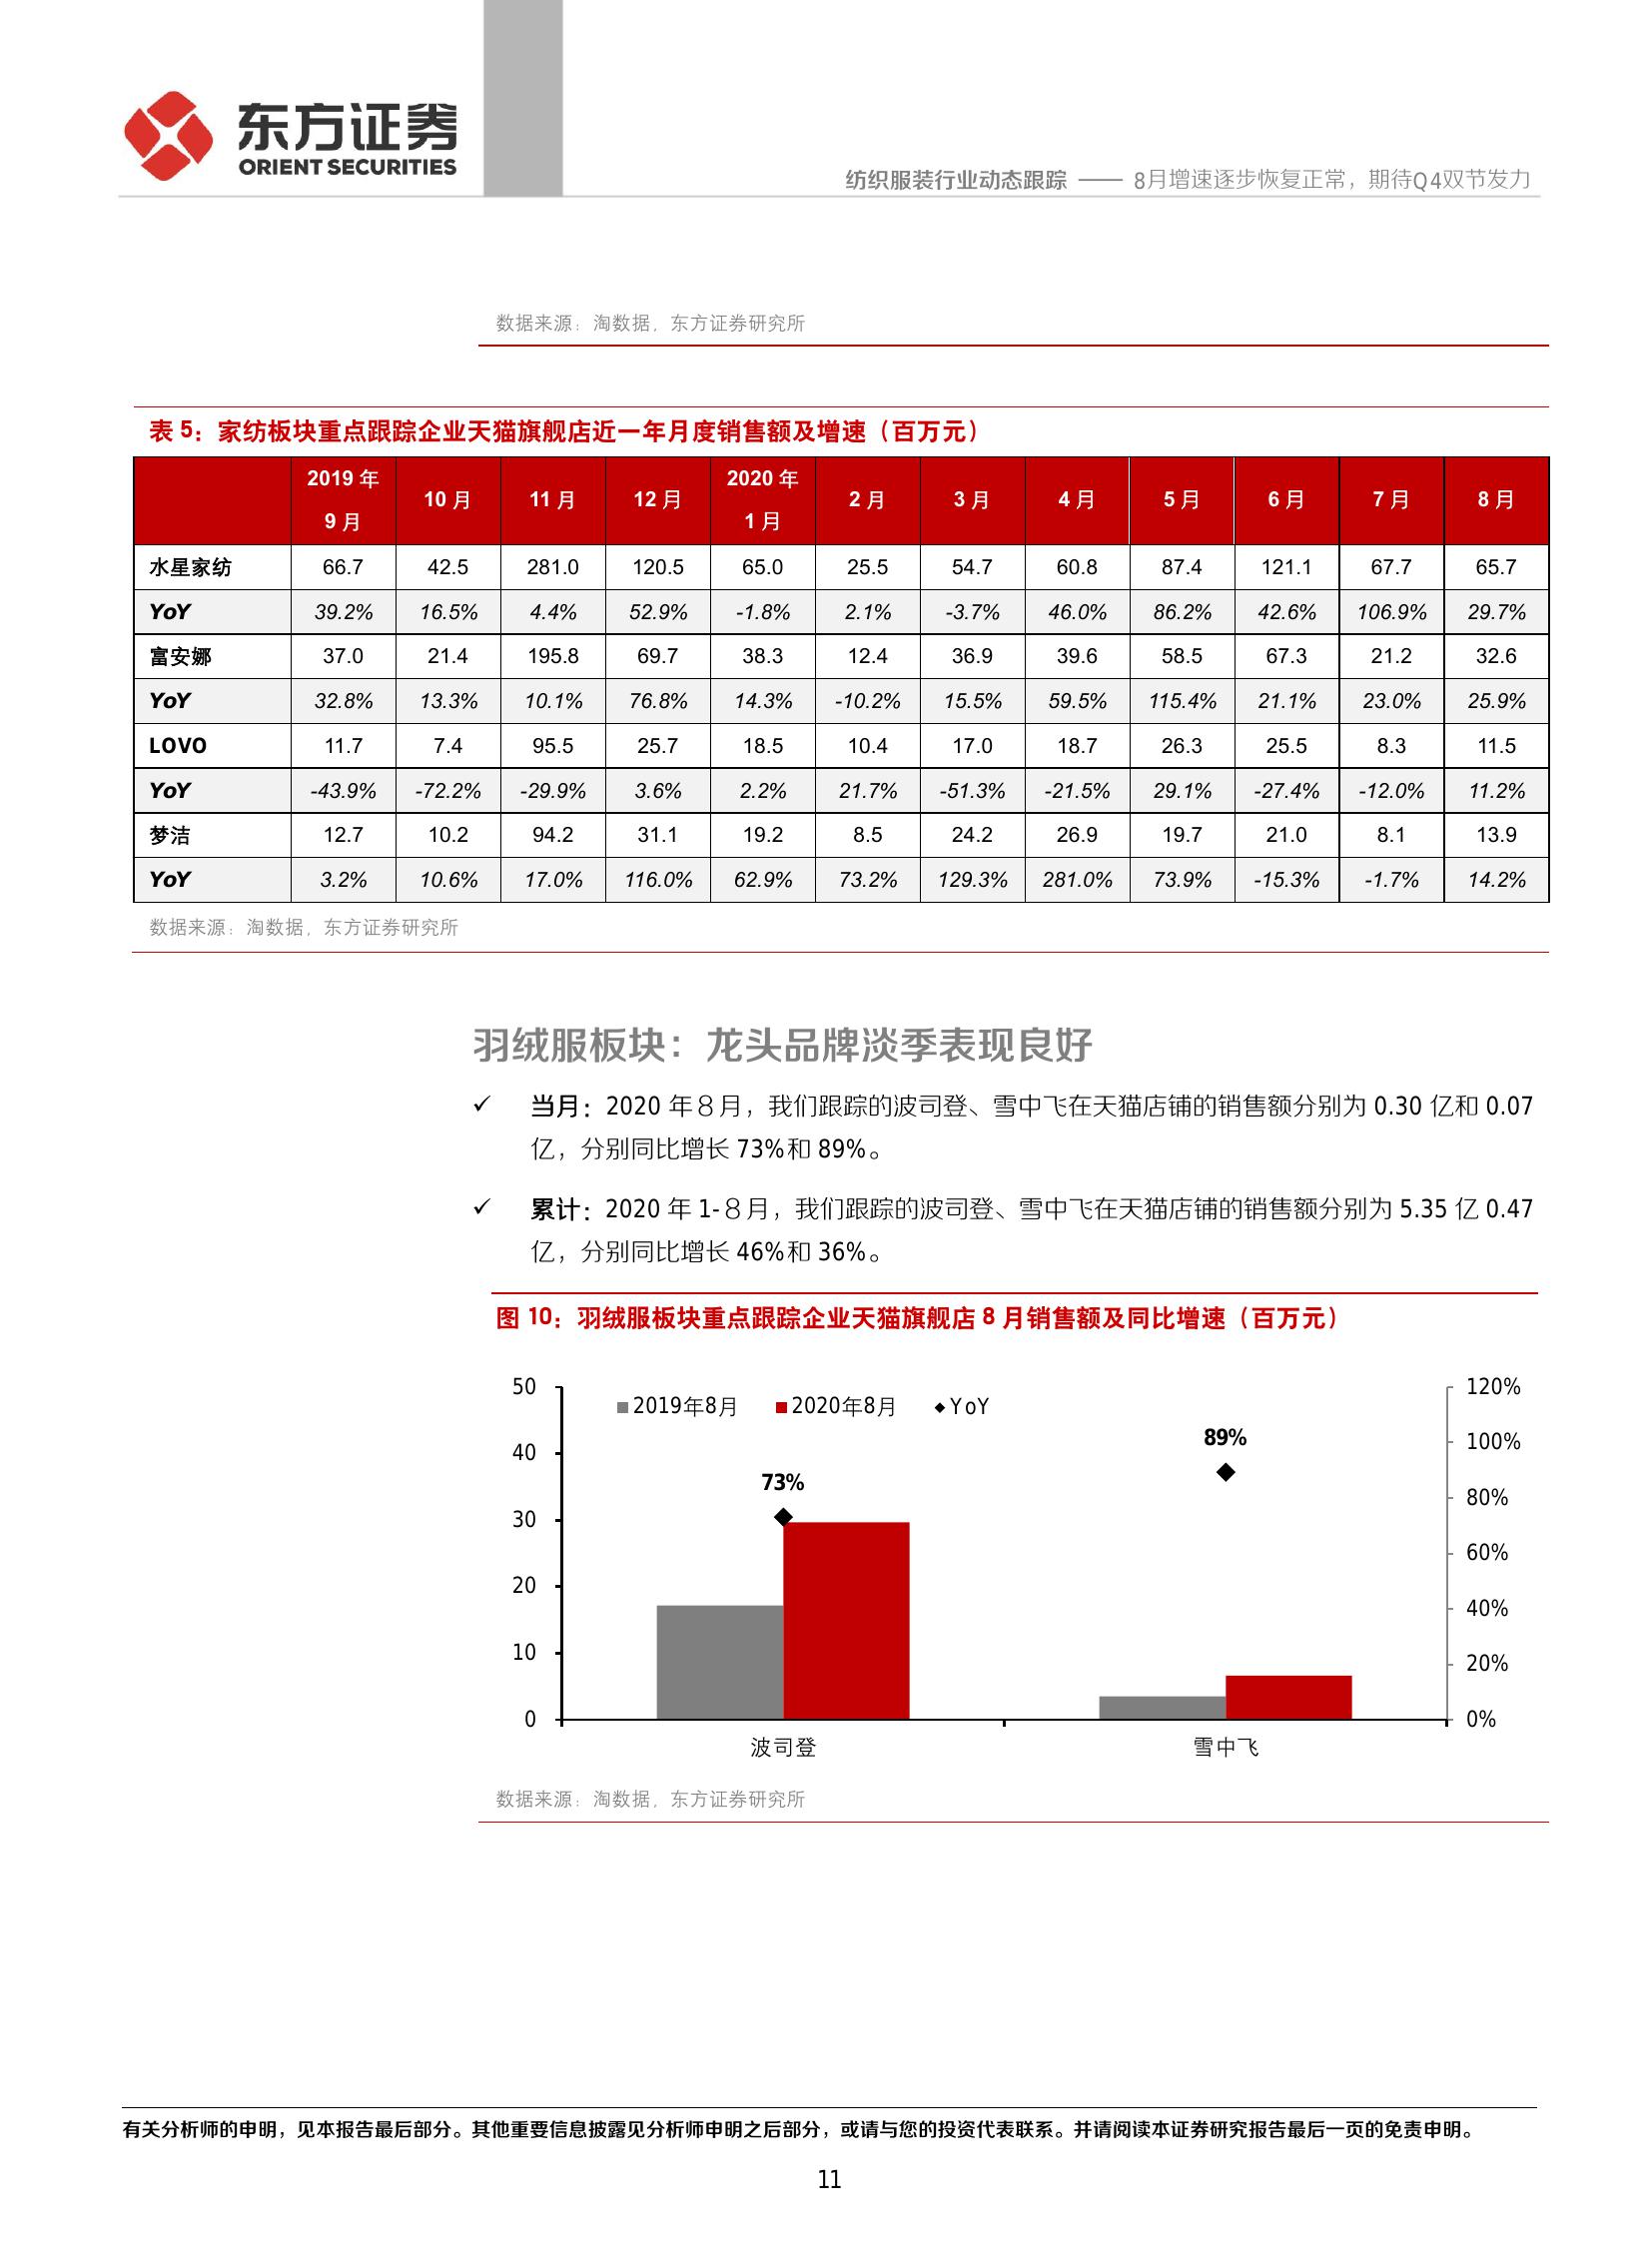 东方证券
ORIENT SECURITIES
纺织服装行业动态跟踪 —— 8月增速逐步恢复正常，期待Q4双节发力
数据来源：淘数据，东方证券研究所
表 5：家纺板块重点跟踪企业天猫旗舰店近一年月度销售额及增速（百万元）
2019 年 9 月 10 月 11 月 12 月 2020 年 1 月 2 月 3 月 4 月 5 月 6 月 7 月 8 月
水星家纺 66.7 42.5 281.0 120.5 65.0 25.5 54.7 60.8 87.4 121.1 67.7 65.7
YoY 39.2% 16.5% 4.4% 52.9% -1.8% 2.1% -3.7% 46.0% 86.2% 42.6% 106.9% 29.7%
富安娜 37.0 21.4 195.8 69.7 38.3 12.4 36.9 39.6 58.5 67.3 21.2 32.6
YoY 32.8% 13.3% 10.1% 76.8% 14.3% -10.2% 15.5% 59.5% 115.4% 21.1% 23.0% 25.9%
LOVO 11.7 7.4 95.5 25.7 18.5 10.4 17.0 18.7 26.3 25.5 8.3 11.5
YoY -43.9% -72.2% -29.9% 3.6% 2.2% 21.7% -51.3% -21.5% 29.1% -27.4% -12.0% 11.2%
梦洁 12.7 10.2 94.2 31.1 19.2 8.5 24.2 26.9 19.7 21.0 8.1 13.9
YoY 3.2% 10.6% 17.0% 116.0% 62.9% 73.2% 129.3% 281.0% 73.9% -15.3% -1.7% 14.2%
数据来源：淘数据，东方证券研究所
羽绒服板块：龙头品牌淡季表现良好
✓ 当月：2020 年 8 月，我们跟踪的波司登、雪中飞在天猫店铺的销售额分别为 0.30 亿和 0.07
亿，分别同比增长 73%和 89%。
✓ 累计：2020 年 1-8 月，我们跟踪的波司登、雪中飞在天猫店铺的销售额分别为 5.35 亿 0.47
亿，分别同比增长 46%和 36%。
图 10：羽绒服板块重点跟踪企业天猫旗舰店 8 月销售额及同比增速（百万元）
50 120%
2019年8月 2020年8月 YoY
89%
100%
40
73%
80%
30
60%
20
40%
10
20%
0 0%
波司登 雪中飞
数据来源：淘数据，东方证券研究所
有关分析师的申明，见本报告最后部分。其他重要信息披露见分析师申明之后部分，或请与您的投资代表联系。并请阅读本证券研究报告最后一页的免责申明。
11